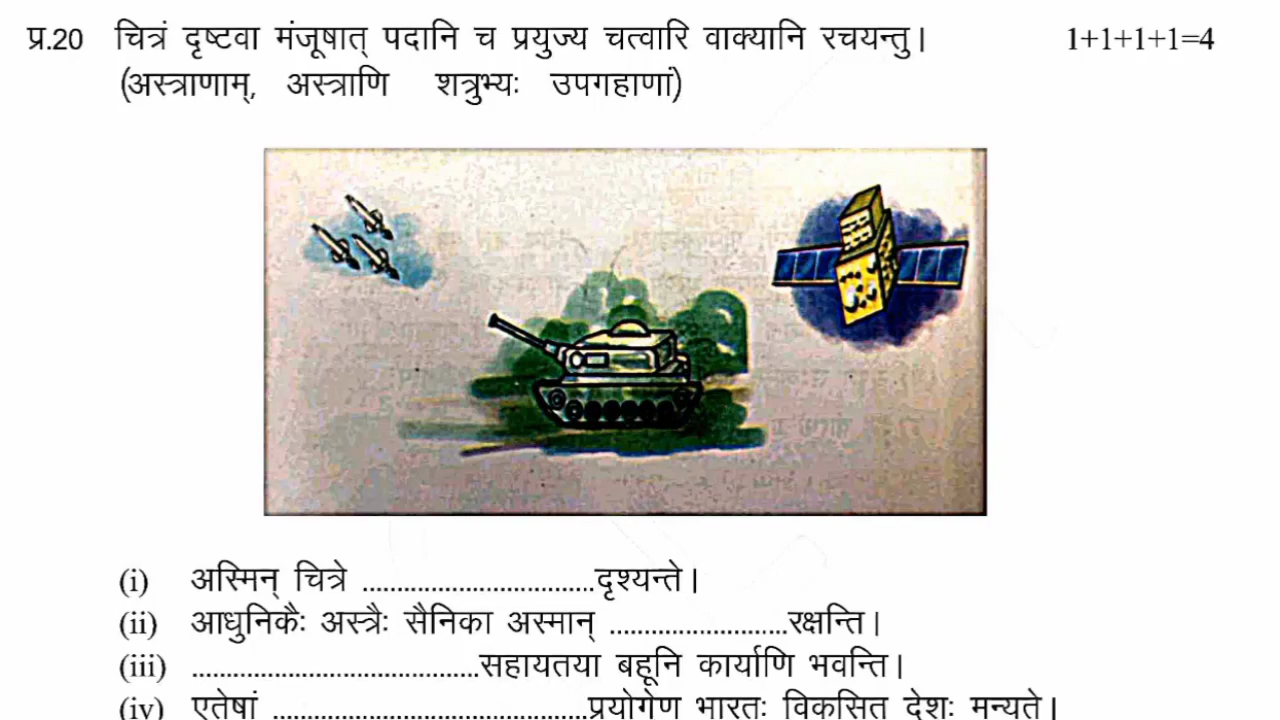 प्र.20 चित्रं दृष्टवा मंजूषात् पदानि च प्रयुज्य चत्वारि वाक्यानि रचयन्तु। 1+1+1+1=4
(अस्त्राणाम्, अस्त्राणि शत्रुभ्यः उपगहाणां)
(i) अस्मिन् चित्रे ..................................दृश्यन्ते।
(ii) आधुनिकैः अस्त्रैः सैनिका अस्मान् ..........................रक्षन्ति।
(iii) ..........................................सहायतया बहूनि कार्याणि भवन्ति।
(iv) एतेषां ..............................................प्रयोगेण भारतः विकसित देशः मन्यते।